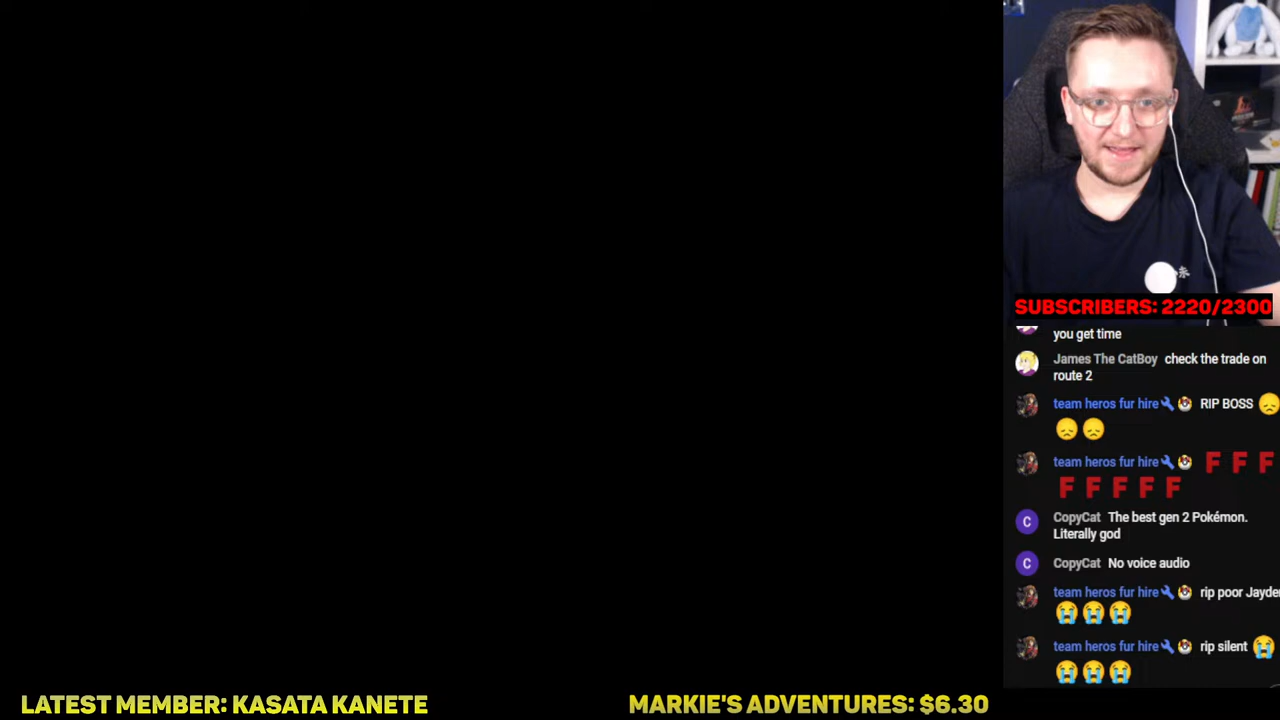 SUBSCRIBERS: 2220/2300
you get time
James The CatBoy check the trade on
route 2
team heros fur hire RIP BOSS 😞
😞😞
team heros fur hire F F F
F F F F F
C CopyCat The best gen 2 Pokémon.
Literally god
C CopyCat No voice audio
team heros fur hire rip poor Jayden
😭😭😭
team heros fur hire rip silent 😭
😭😭😭
LATEST MEMBER: KASATA KANETE
MARKIE'S ADVENTURES: $6.30